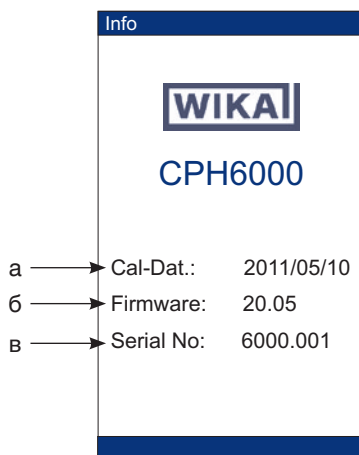 Info
WIKA
CPH6000
а Cal-Dat.: 2011/05/10
б Firmware: 20.05
в Serial No: 6000.001